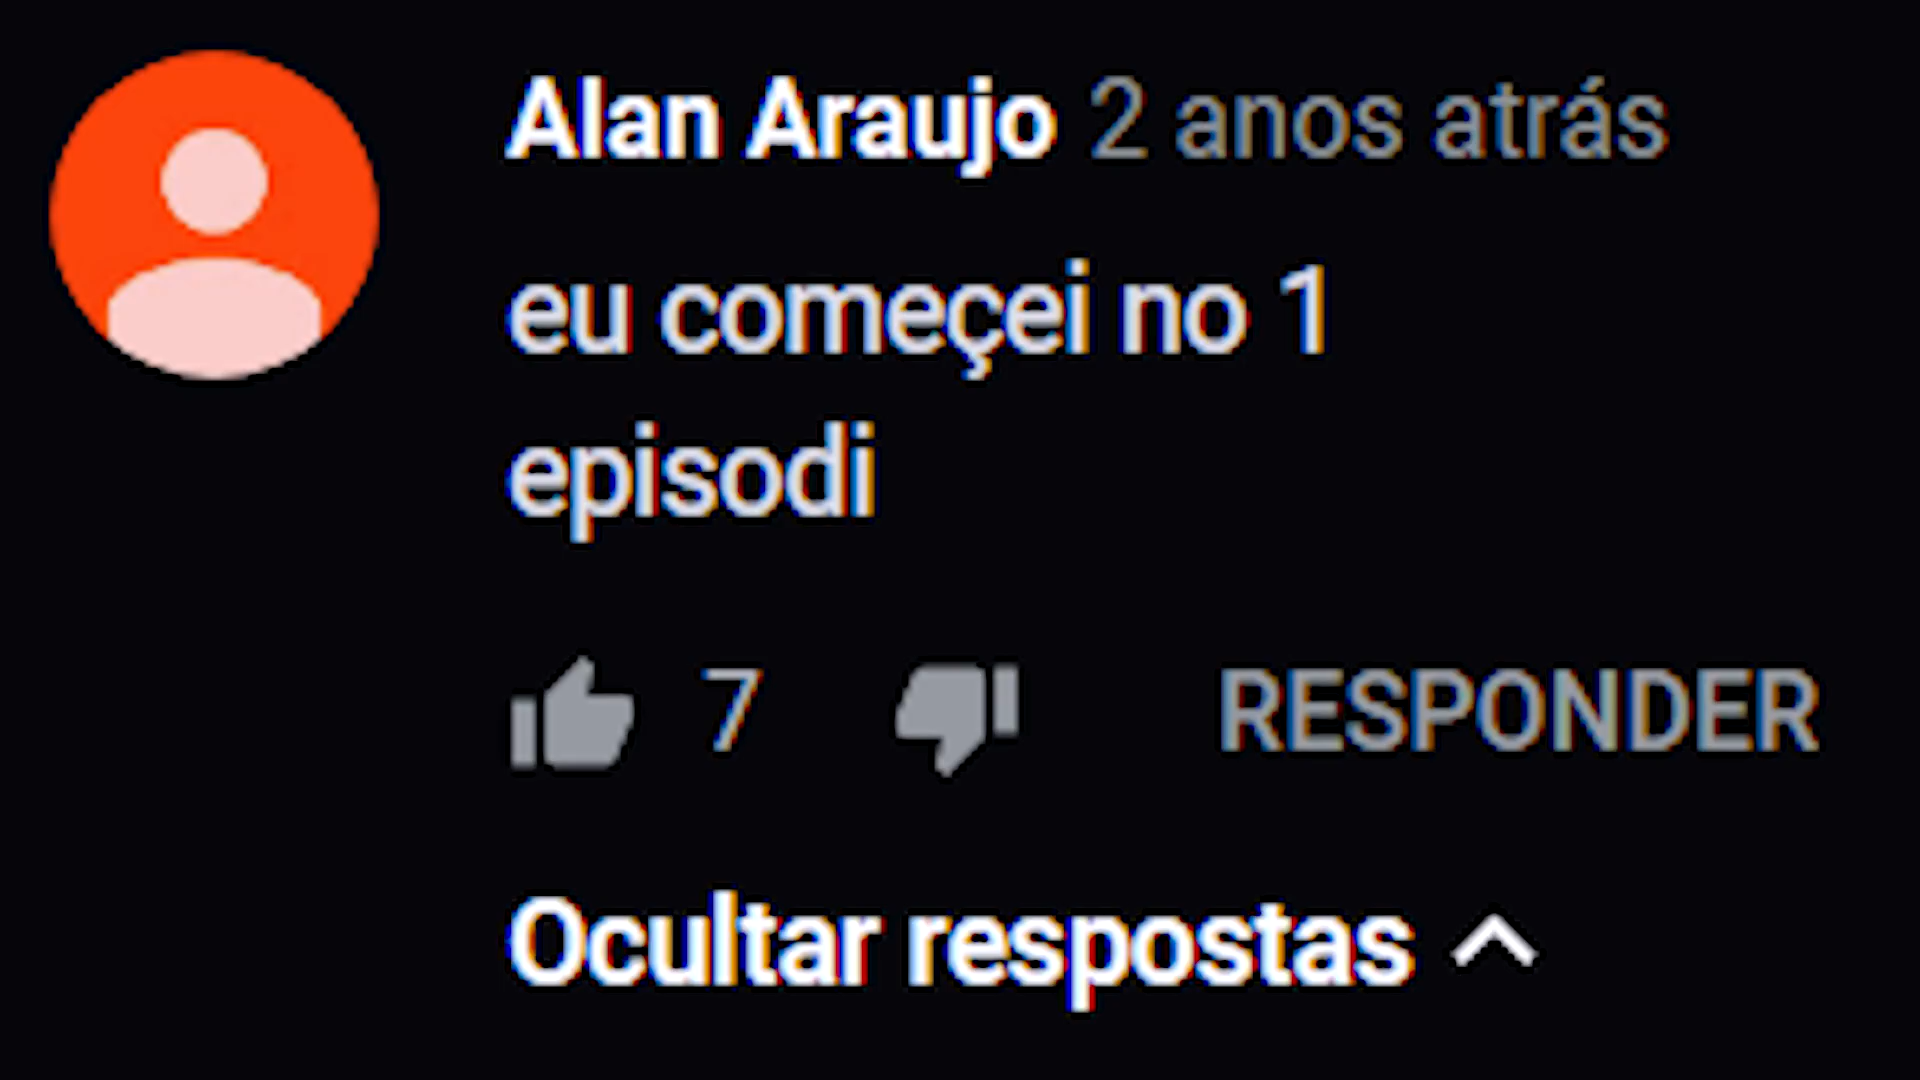 Alan Araujo 2 anos atrás
eu começei no 1
episodi
7 RESPONDER
Ocultar respostas